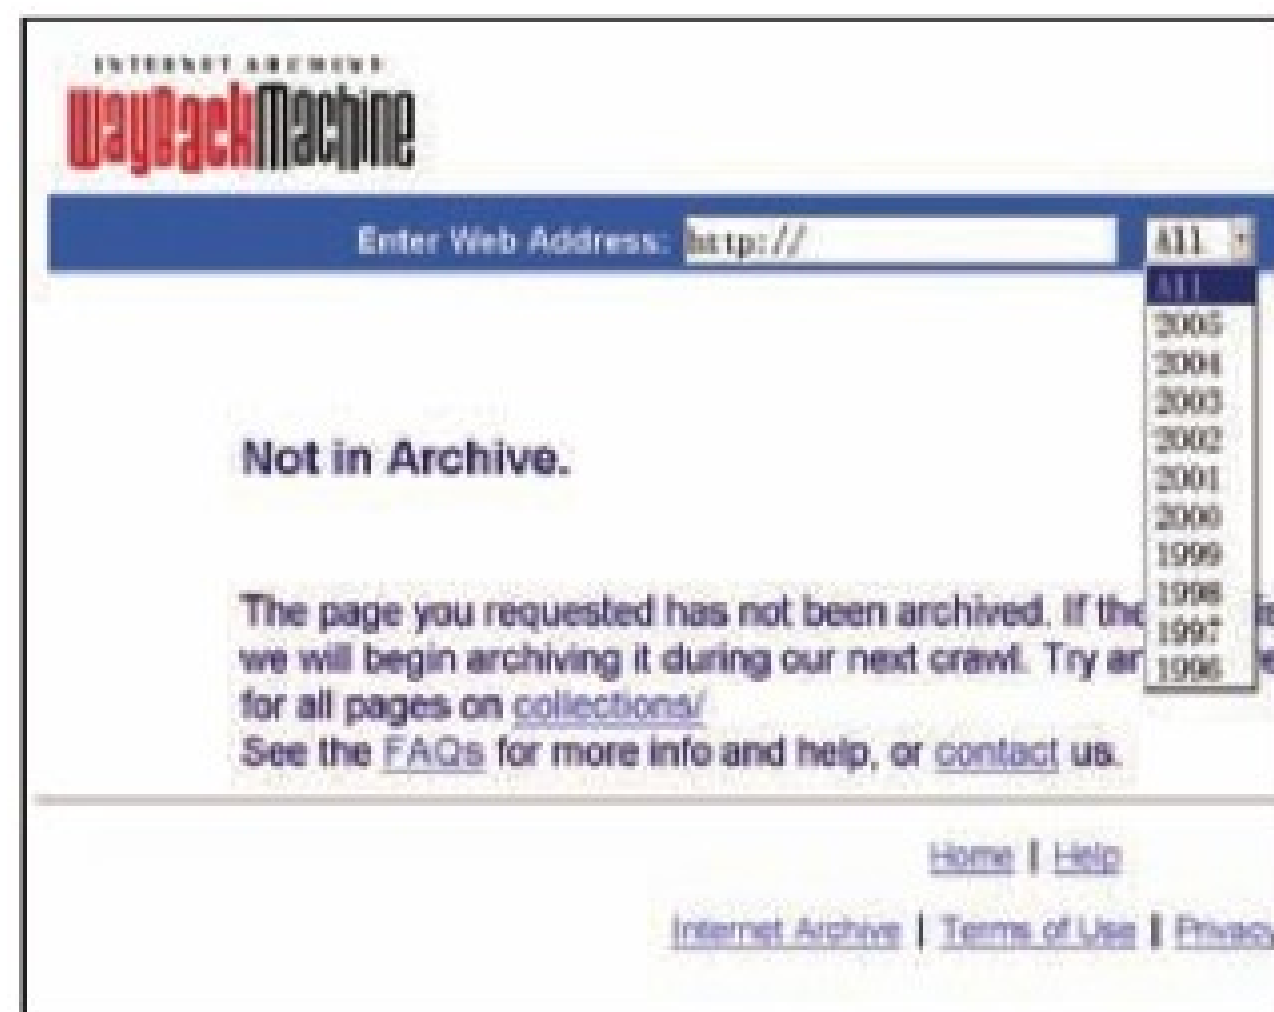 INTERNET ARCHIVE
WayBackMachine
Enter Web Address: http:// All
All
2005
2004
2003
2002
2001
2000
1999
1998
1997
1996
Not in Archive.
The page you requested has not been archived. If the
we will begin archiving it during our next crawl. Try
for all pages on collections/
See the FAQs for more info and help, or contact us.
Home | Help
Internet Archive | Terms of Use | Privacy